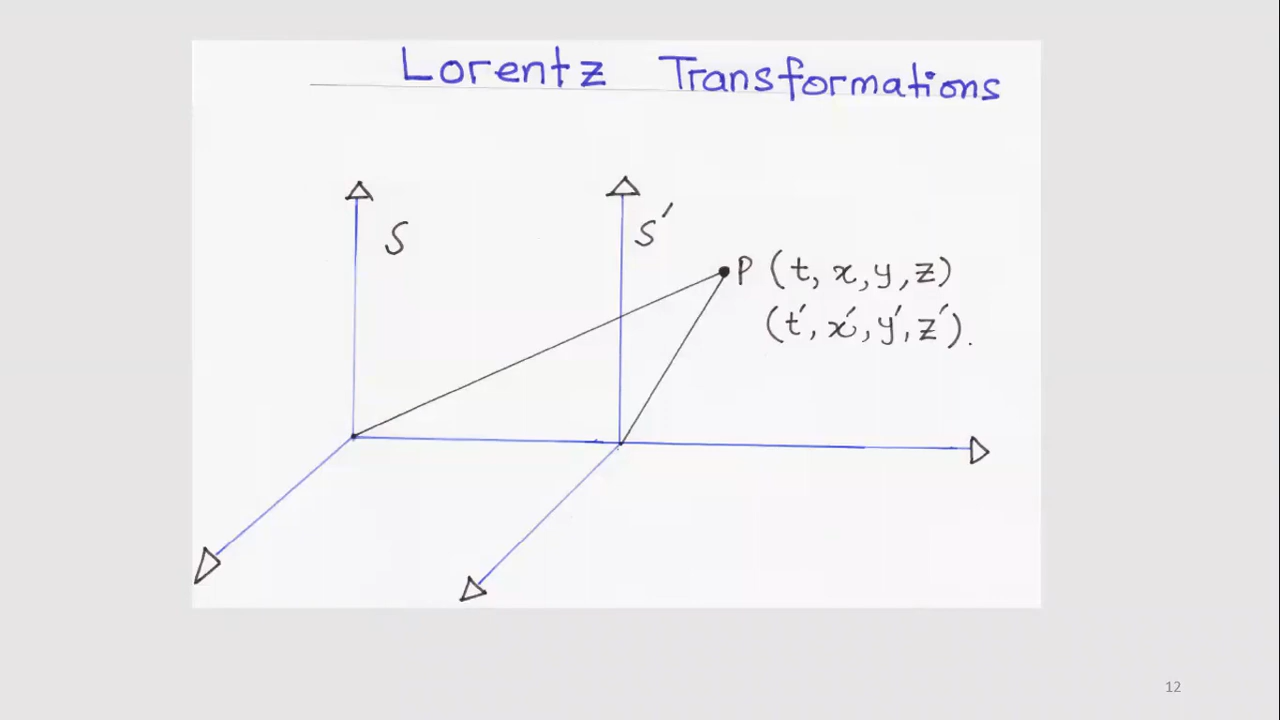 Lorentz Transformations
S
S′
P (t, x, y, z)
(t′, x′, y′, z′).
12